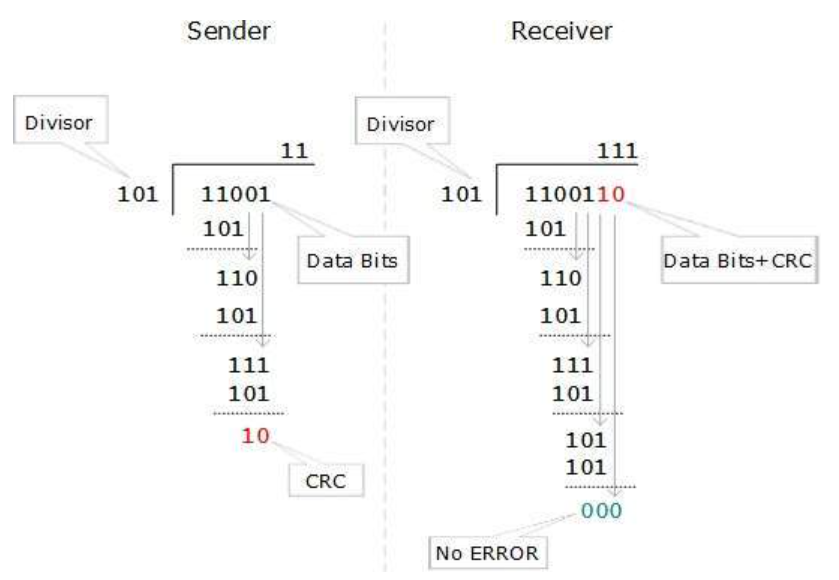 Sender
Divisor
11
101
11001
101
Data Bits
110
101
111
101
10
CRC
Receiver
Divisor
111
101
1100110
101
Data Bits+CRC
110
101
111
101
101
101
000
No ERROR